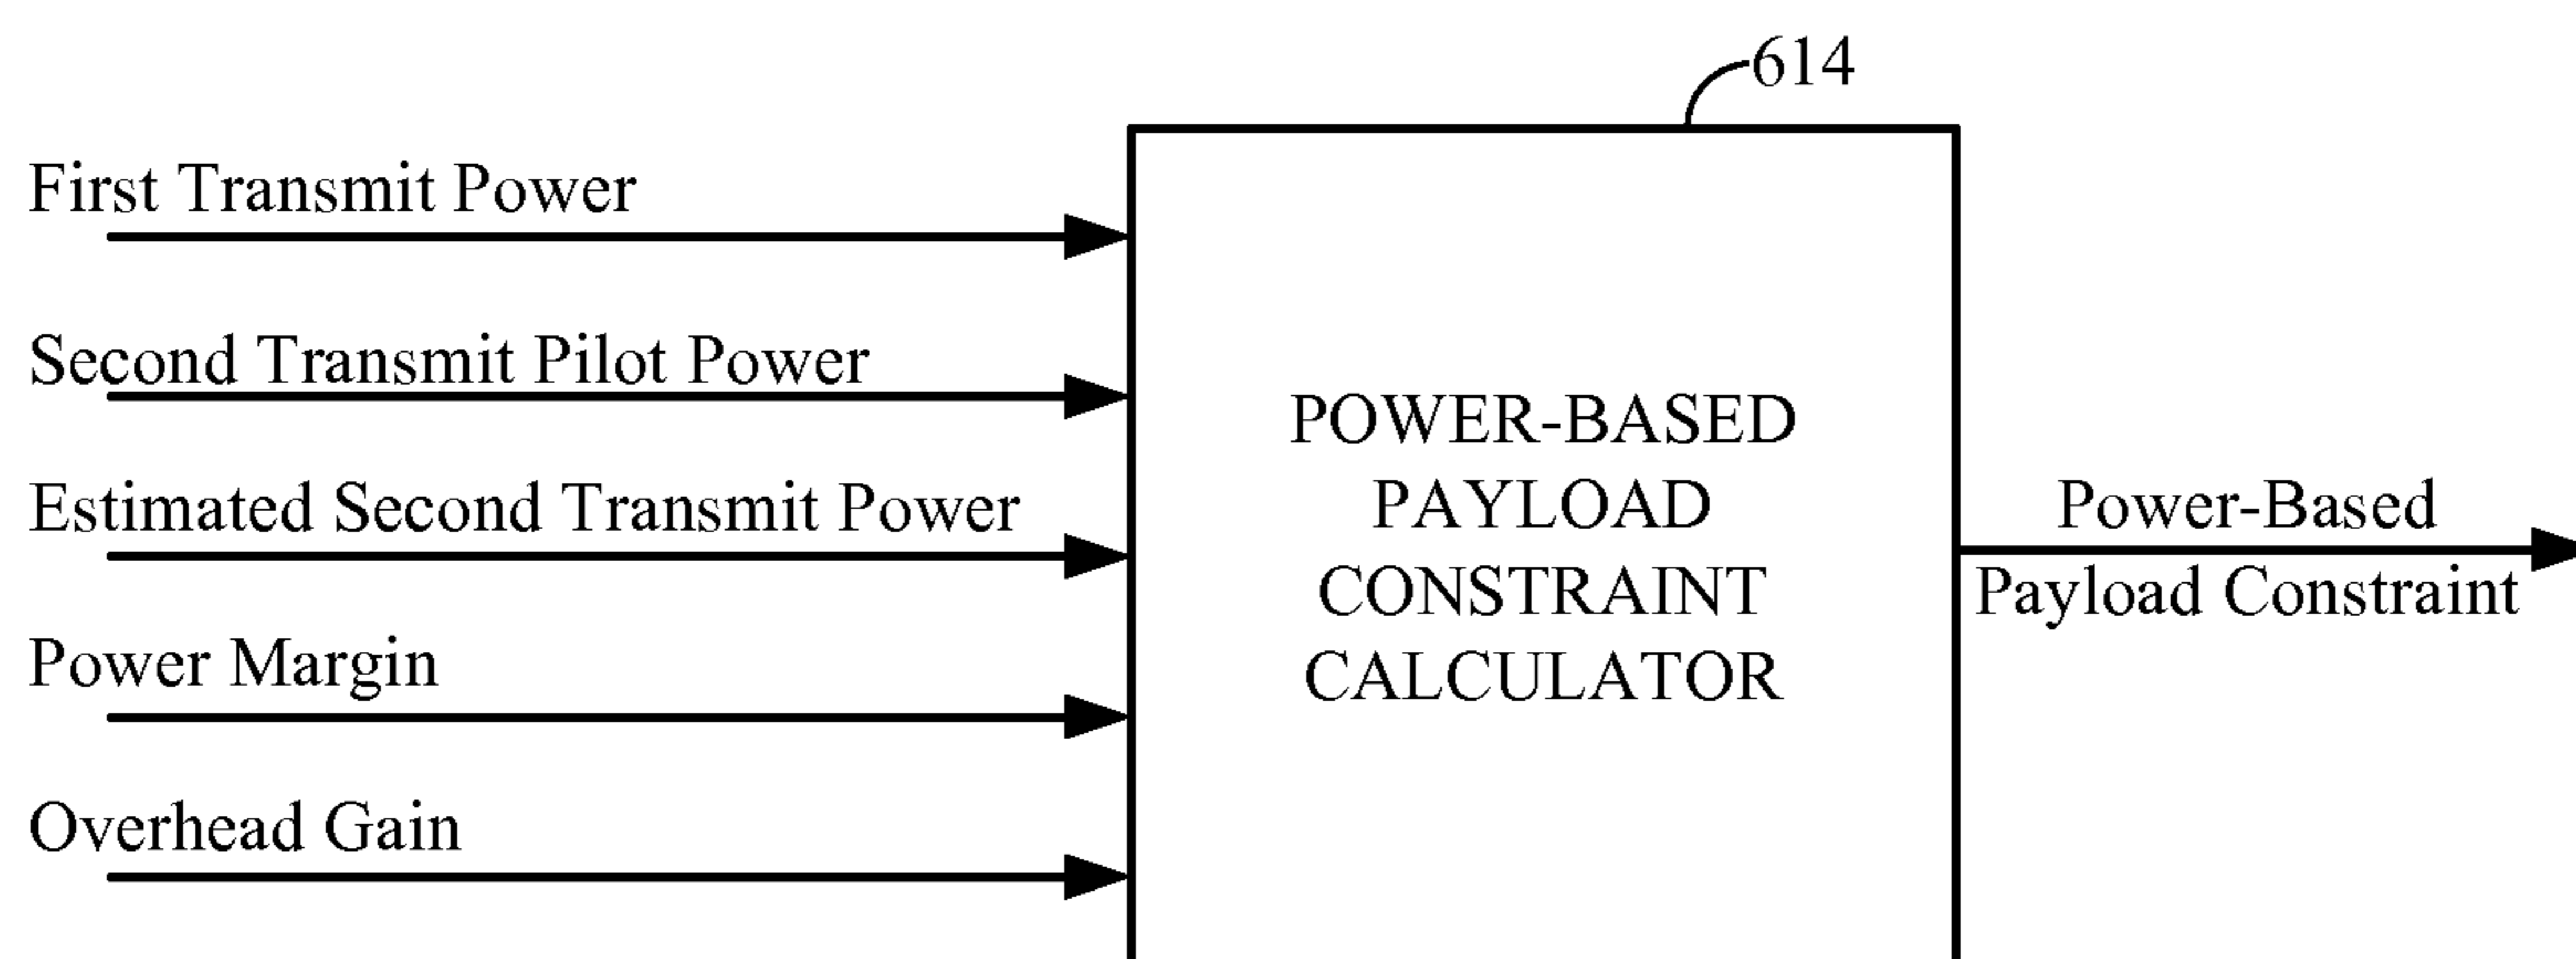 614
First Transmit Power
Second Transmit Pilot Power
Estimated Second Transmit Power
Power Margin
Overhead Gain
POWER-BASED
PAYLOAD
CONSTRAINT
CALCULATOR
Power-Based
Payload Constraint